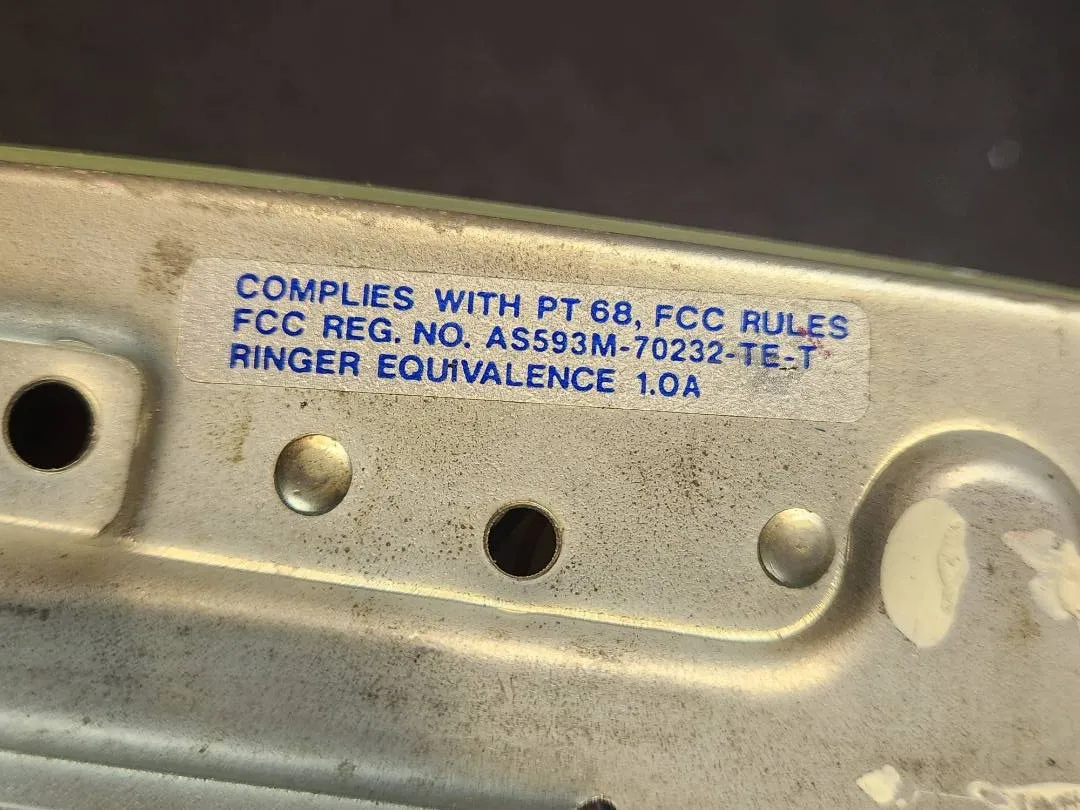 COMPLIES WITH PT 68, FCC RULES
FCC REG. NO. AS593M-70232-TE-T
RINGER EQUIVALENCE 1.0A